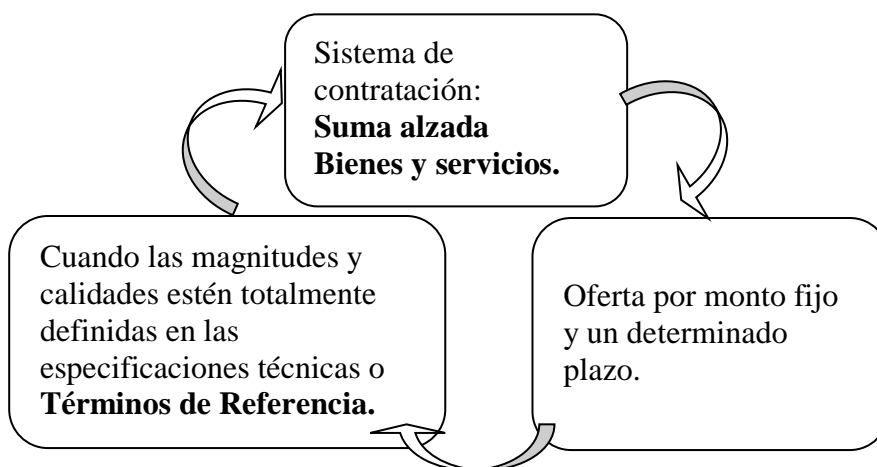 Sistema de
contratación:
Suma alzada
Bienes y servicios.
Oferta por monto fijo
y un determinado
plazo.
Cuando las magnitudes y
calidades estén totalmente
definidas en las
especificaciones técnicas o
Términos de Referencia.